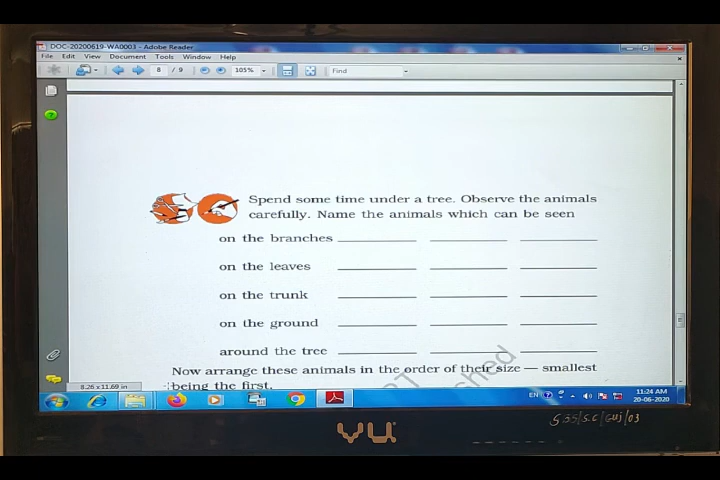 DOC-20200619-WA0003 - Adobe Reader
File Edit View Document Tools Window Help
8 / 9 105% Find
Spend some time under a tree. Observe the animals
carefully. Name the animals which can be seen
on the branches
on the leaves
on the trunk
on the ground
around the tree
Now arrange these animals in the order of their size — smallest
being the first.
8.26 x 11.69 in
EN 11:24 AM
20-06-2020
VU